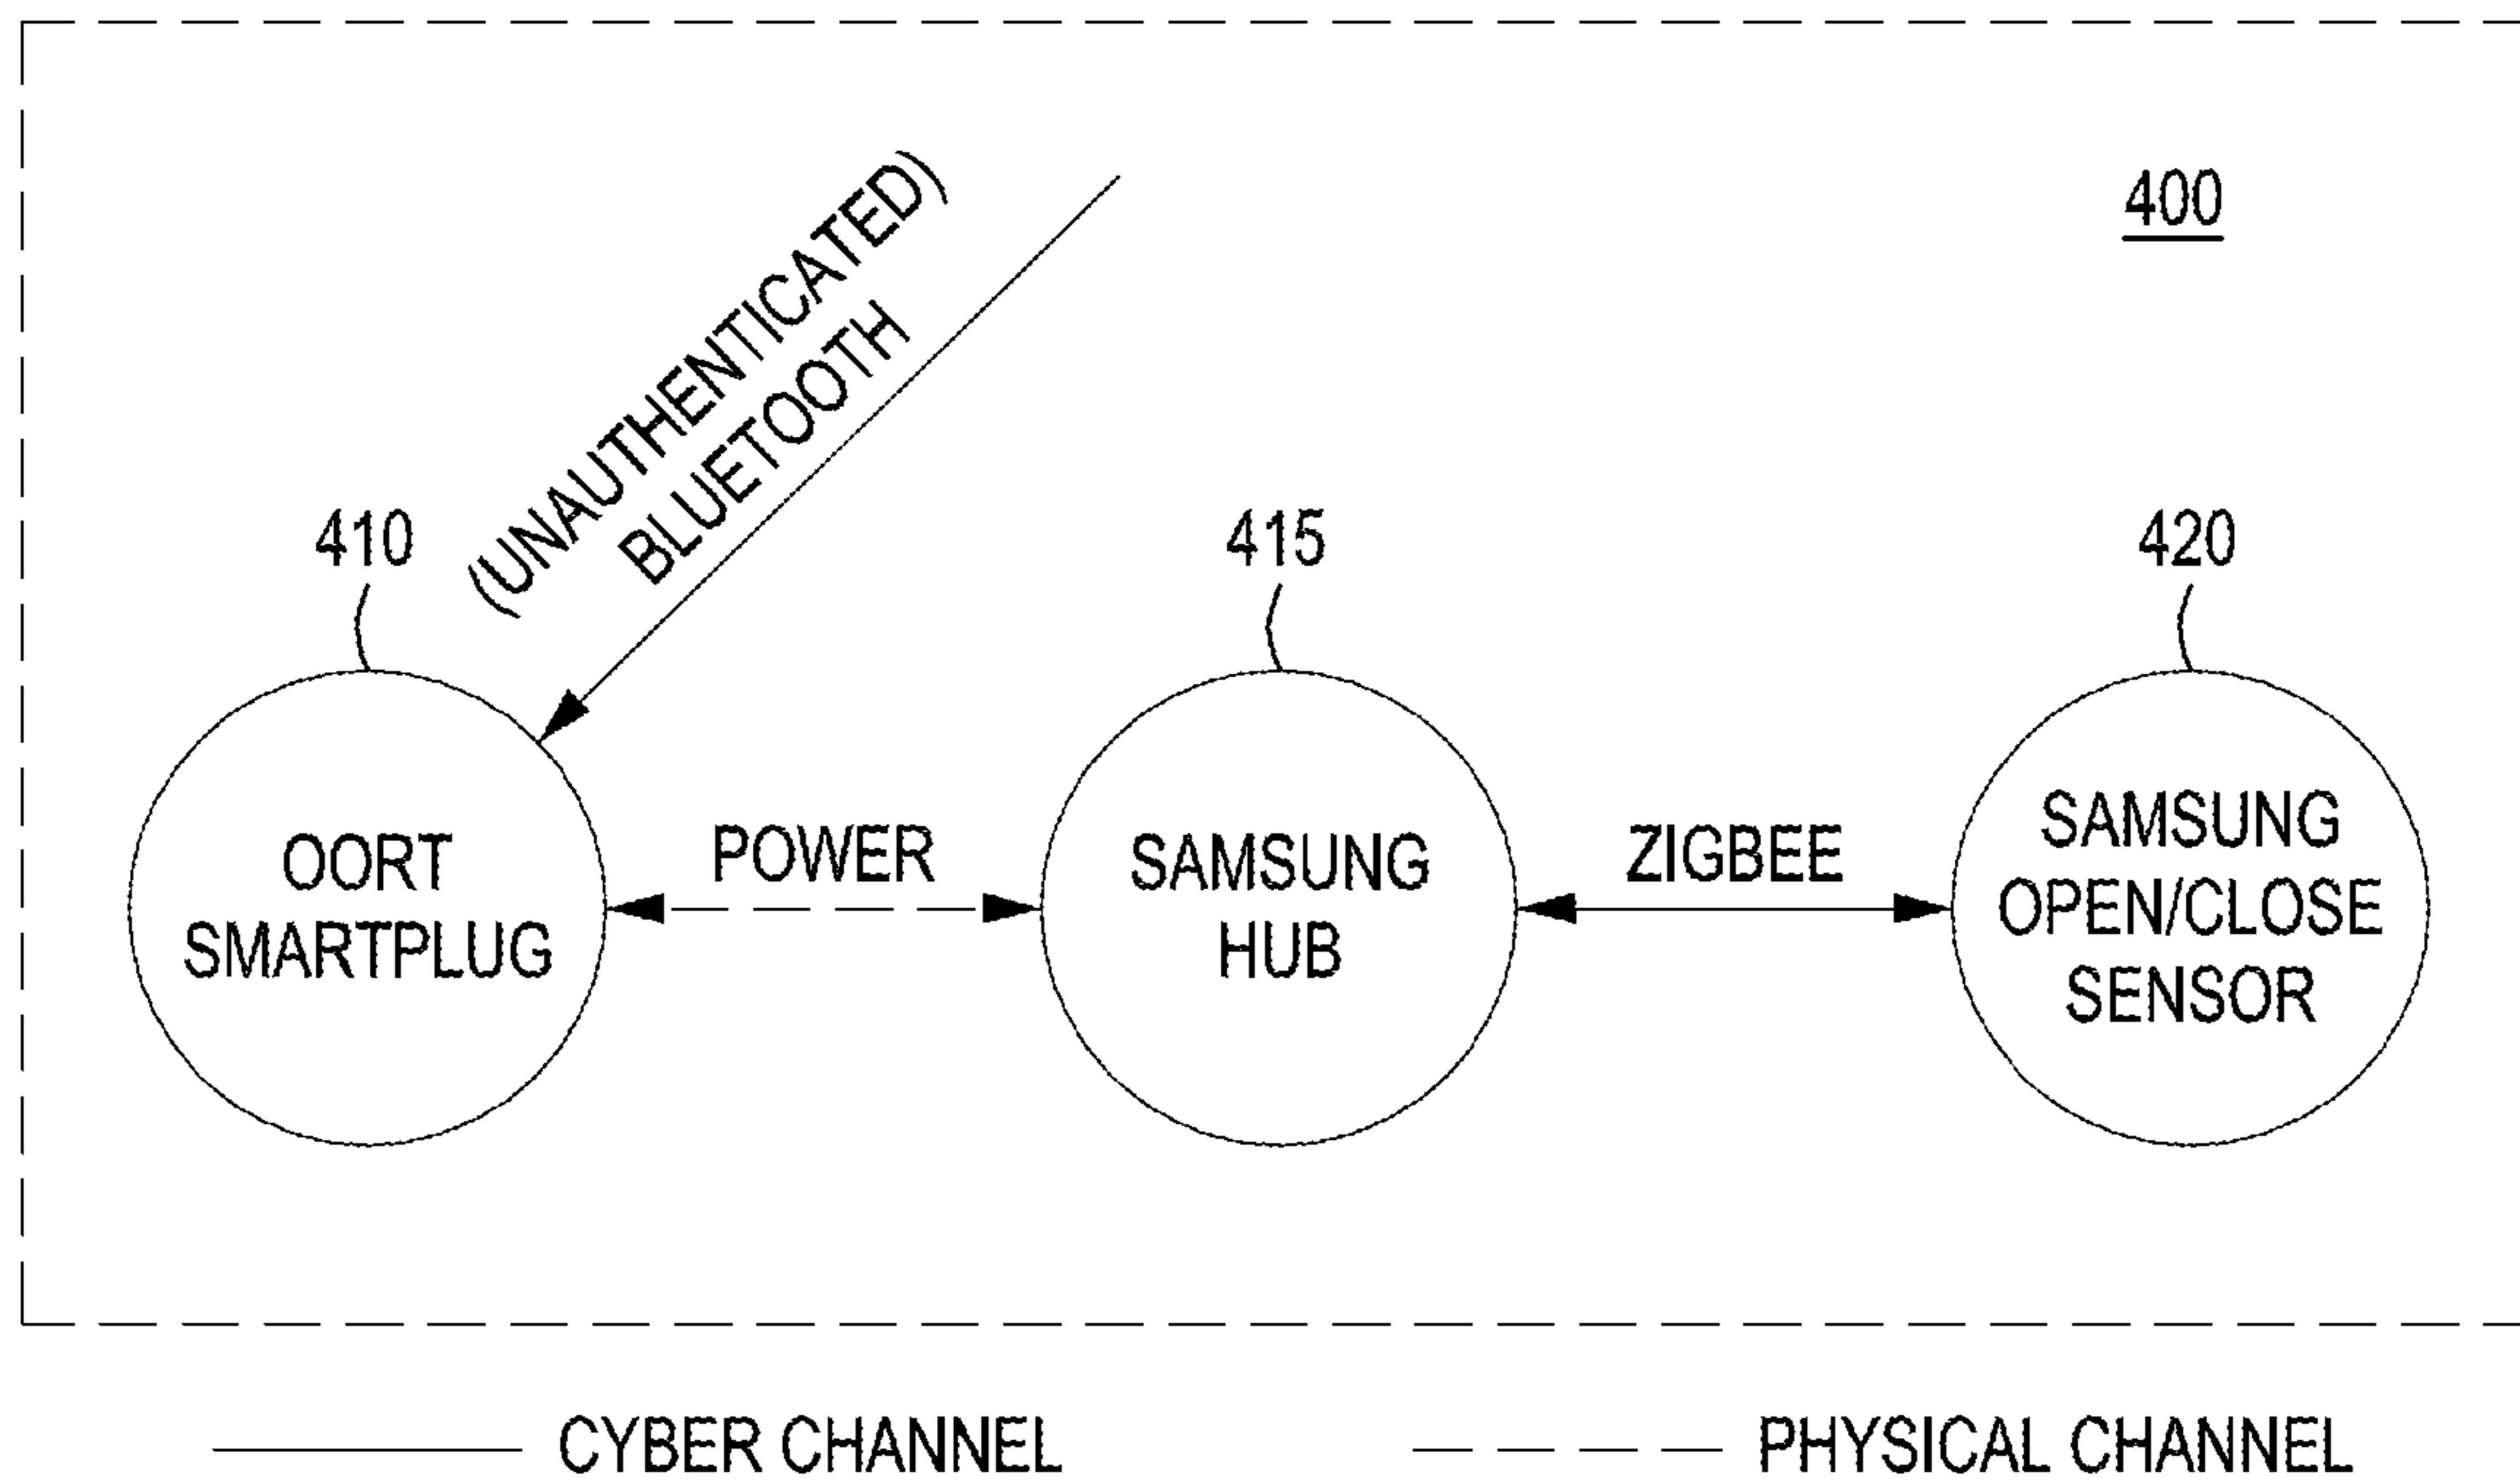 400
(UNAUTHENTICATED)
BLUETOOTH
410
415
420
OORT
SMARTPLUG
POWER
SAMSUNG
HUB
ZIGBEE
SAMSUNG
OPEN/CLOSE
SENSOR
CYBER CHANNEL
PHYSICAL CHANNEL